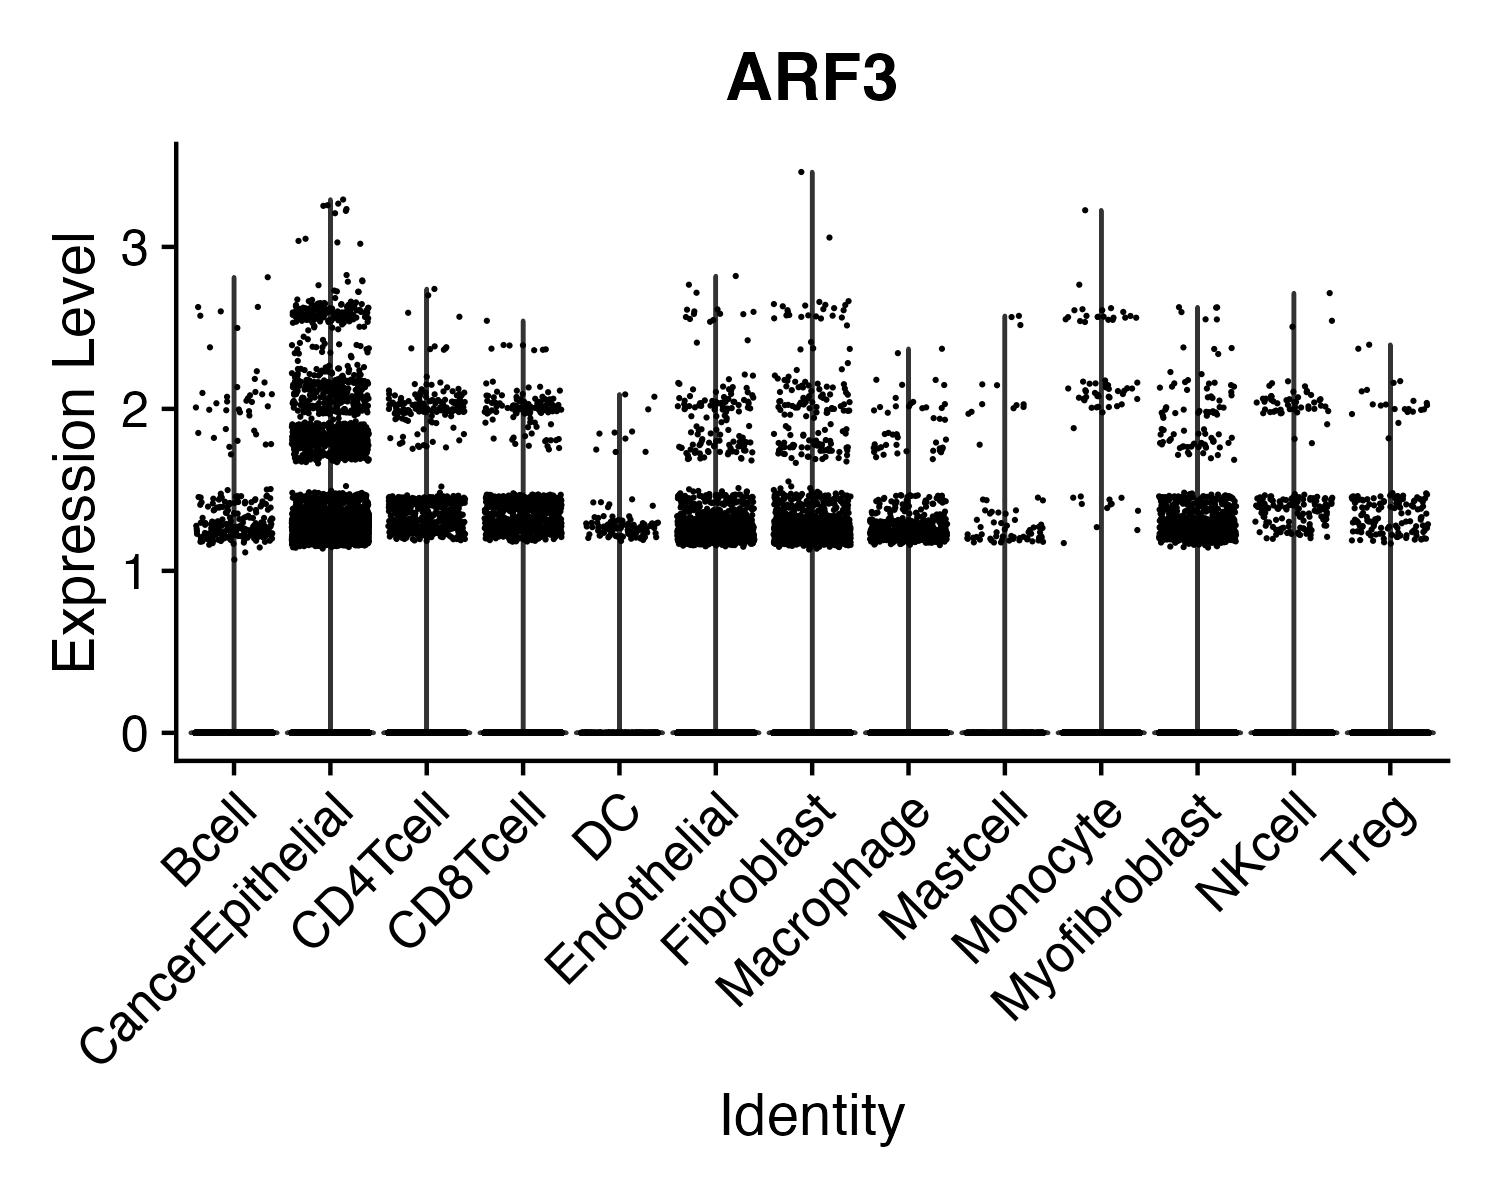 ARF3
Expression Level
3
2
1
0
Bcell
CancerEpithelial
CD4Tcell
CD8Tcell
DC
Endothelial
Fibroblast
Macrophage
Mastcell
Monocyte
Myofibroblast
NKcell
Treg
Identity